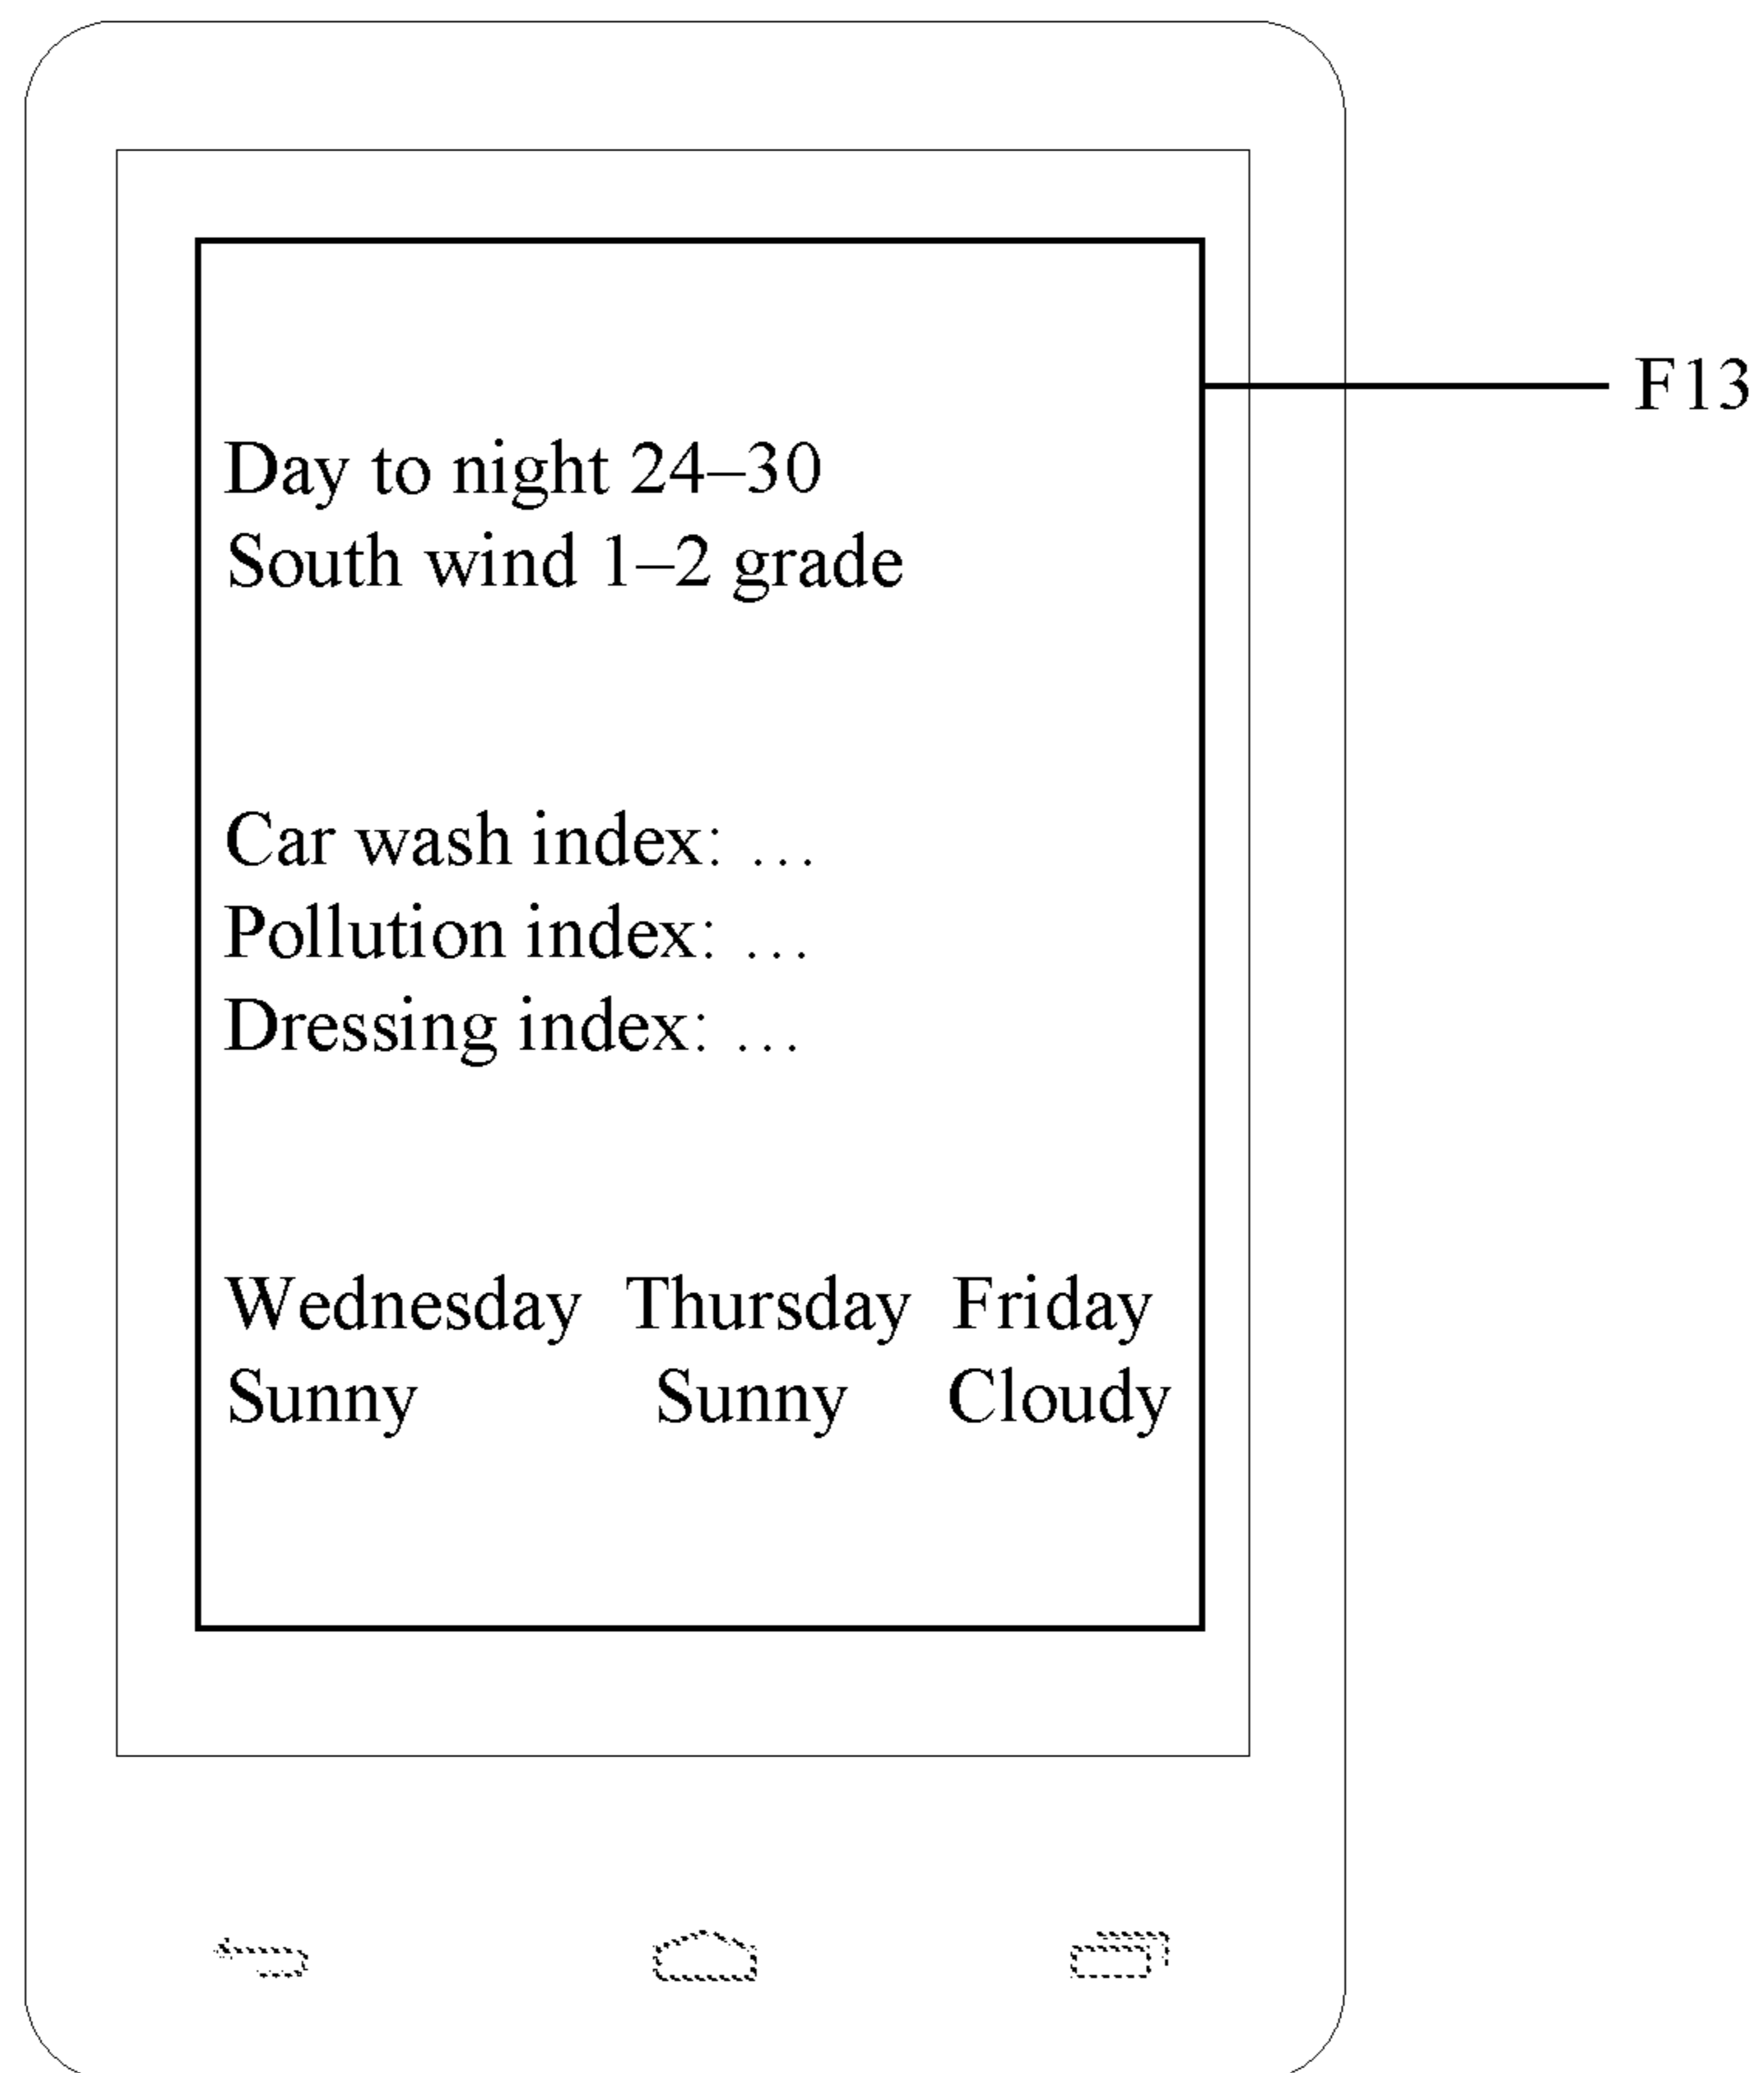 F13
Day to night 24–30
South wind 1–2 grade
Car wash index: …
Pollution index: …
Dressing index: …
Wednesday Thursday Friday
Sunny Sunny Cloudy